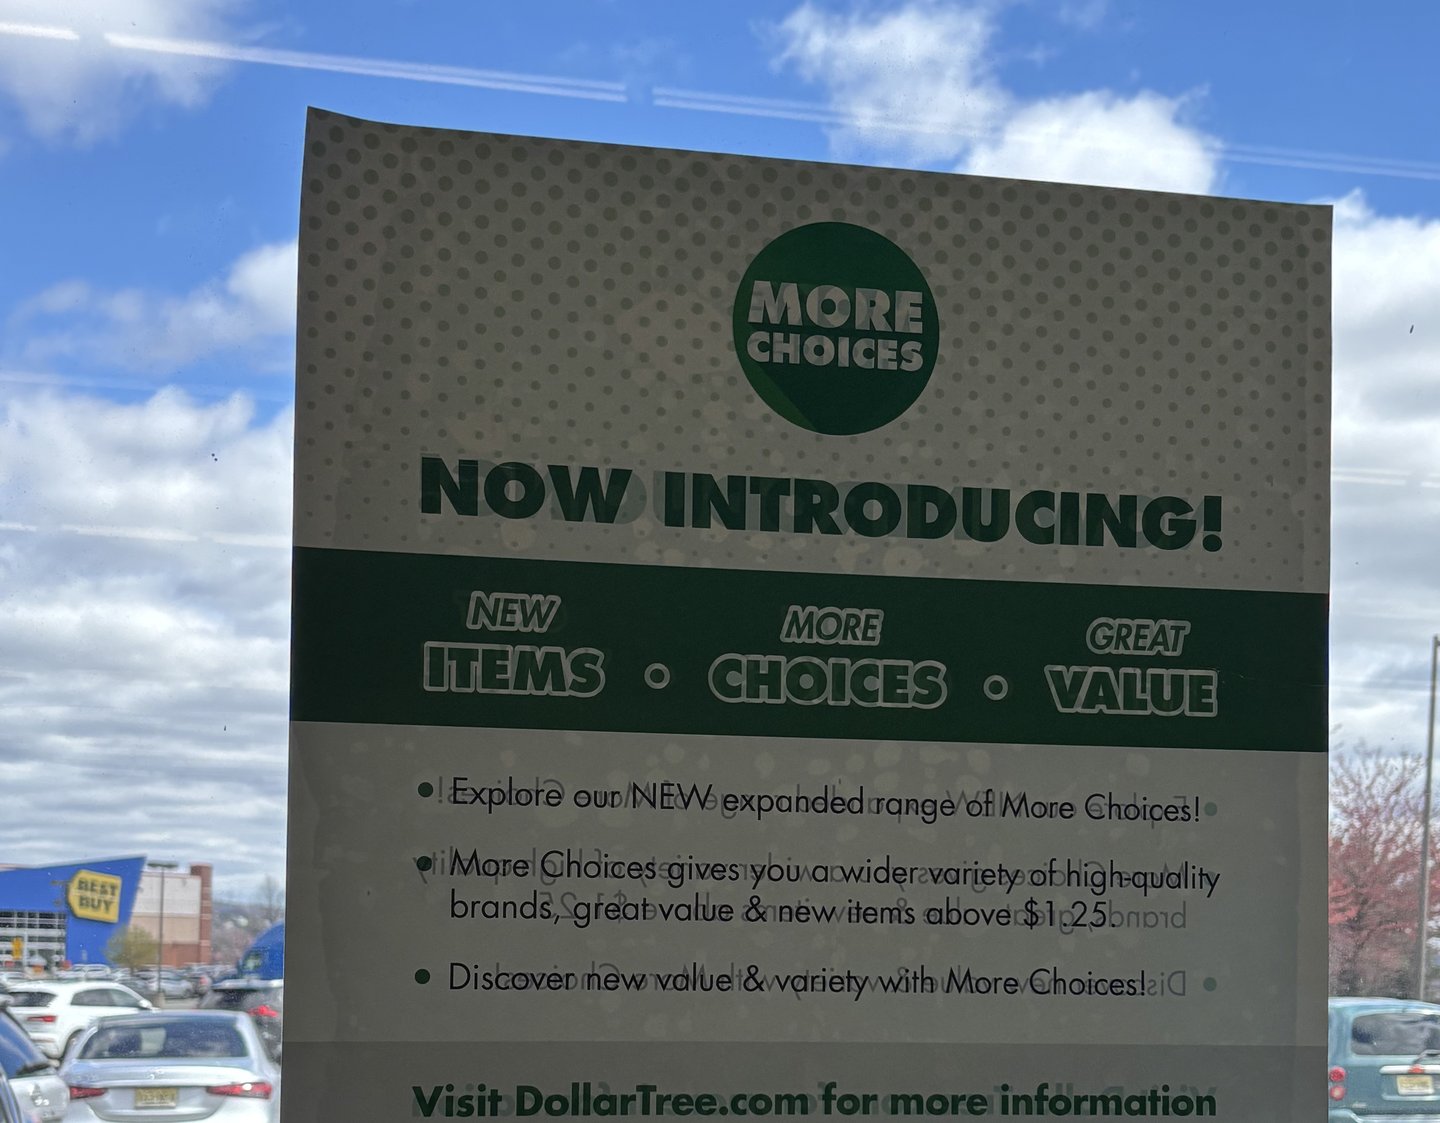 MORE
CHOICES
NOW INTRODUCING!
NEW
ITEMS
MORE
CHOICES
GREAT
VALUE
• Explore our NEW expanded range of More Choices!
• More Choices gives you a wider variety of high-quality
brands, great value & new items above $1.25.
• Discover new value & variety with More Choices!
Visit DollarTree.com for more information
BEST
BUY